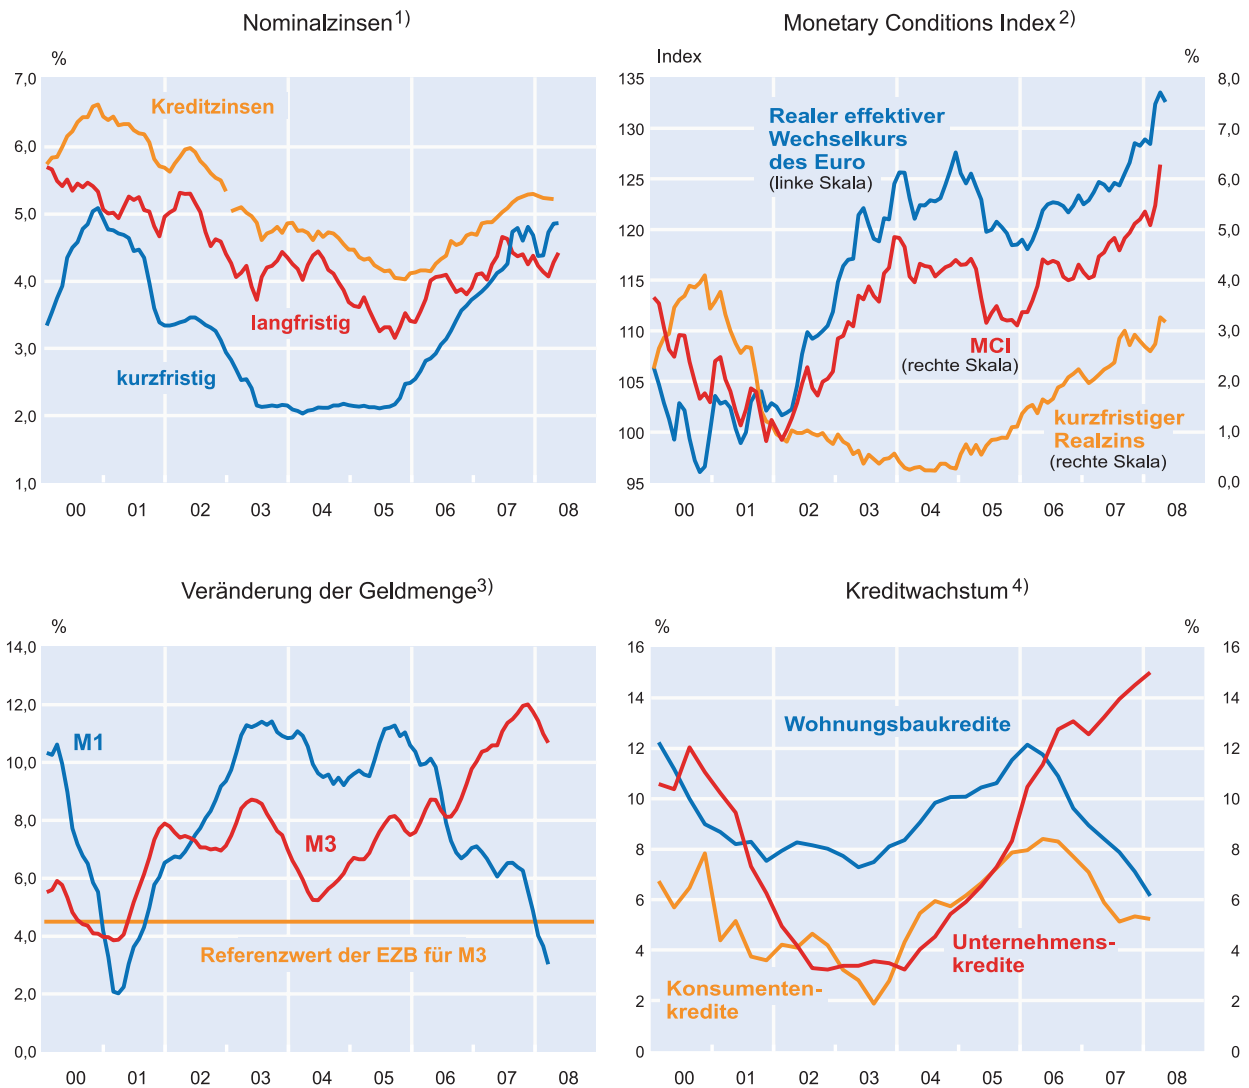 Nominalzinsen1)
%
7,0
6,0
5,0
4,0
3,0
2,0
1,0
Kreditzinsen
langfristig
kurzfristig
00 01 02 03 04 05 06 07 08
Monetary Conditions Index2)
Index
%
135
130
125
120
115
110
105
100
95
Realer effektiver
Wechselkurs
des Euro
(linke Skala)
MCI
(rechte Skala)
kurzfristiger
Realzins
(rechte Skala)
8,0
7,0
6,0
5,0
4,0
3,0
2,0
1,0
0,0
00 01 02 03 04 05 06 07 08
Veränderung der Geldmenge3)
%
14,0
12,0
10,0
8,0
6,0
4,0
2,0
0,0
M1
M3
Referenzwert der EZB für M3
00 01 02 03 04 05 06 07 08
Kreditwachstum4)
%
%
16
14
12
10
8
6
4
2
0
Wohnungsbaukredite
Unternehmens-
kredite
Konsumenten-
kredite
16
14
12
10
8
6
4
2
0
00 01 02 03 04 05 06 07 08